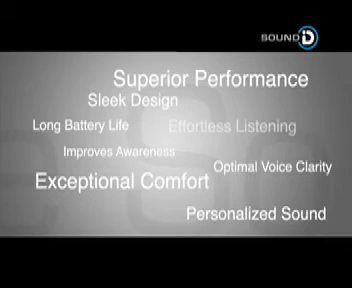 SOUND iD
Superior Performance
Sleek Design
Long Battery Life
Effortless Listening
Improves Awareness
Optimal Voice Clarity
Exceptional Comfort
Personalized Sound